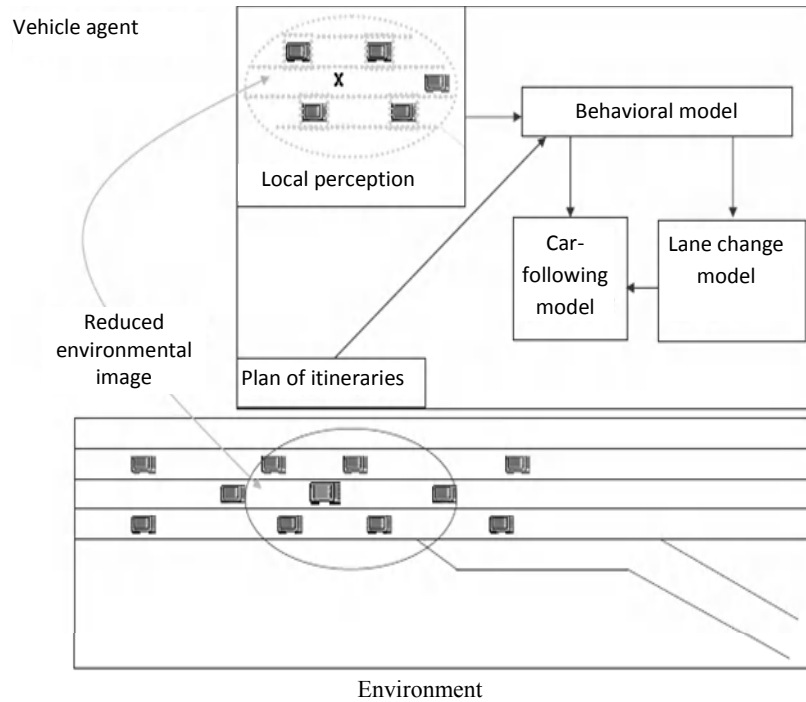 Vehicle agent
X
Local perception
Behavioral model
Car-
following
model
Lane change
model
Reduced
environmental
image
Plan of itineraries
Environment